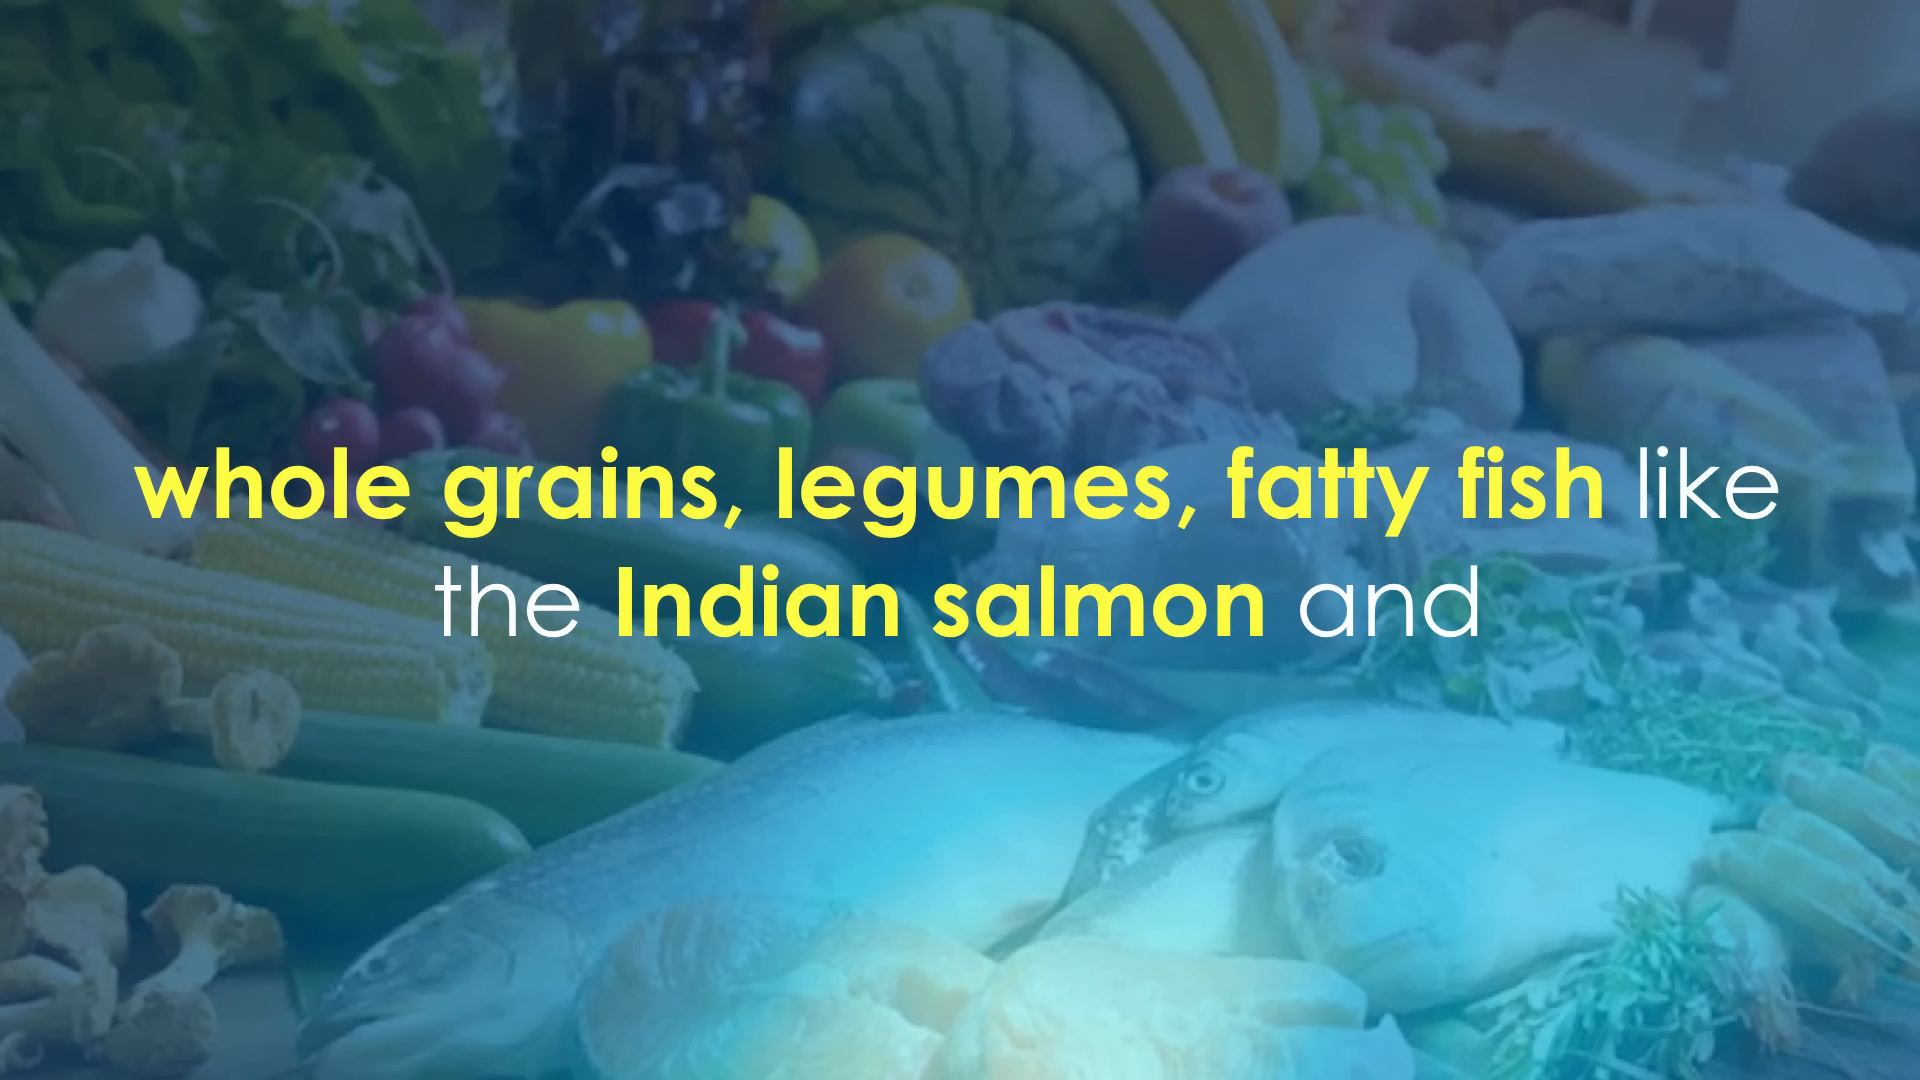 whole grains, legumes, fatty fish like
the Indian salmon and